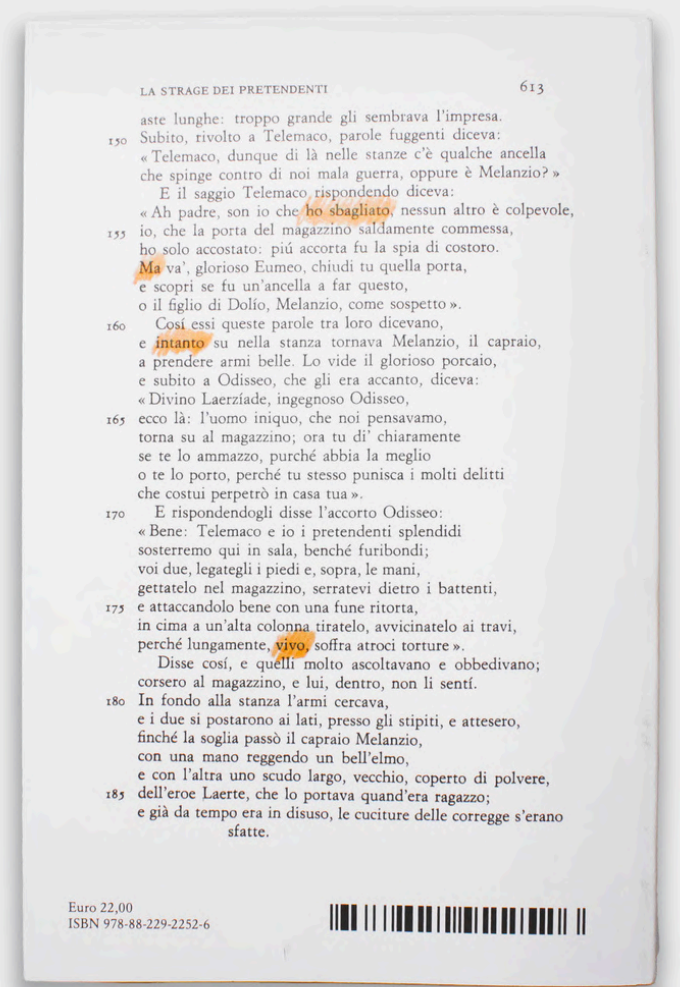 LA STRAGE DEI PRETENDENTI 613
aste lunghe: troppo grande gli sembrava l'impresa.
150 Subito, rivolto a Telemaco, parole fuggenti diceva:
« Telemaco, dunque di là nelle stanze c'è qualche ancella
che spinge contro di noi mala guerra, oppure è Melanzio? »
E il saggio Telemaco rispondendo diceva:
« Ah padre, son io che ho sbagliato, nessun altro è colpevole,
155 io, che la porta del magazzino saldamente commessa,
ho solo accostato: piú accorta fu la spia di costoro.
Ma va', glorioso Eumeo, chiudi tu quella porta,
e scopri se fu un'ancella a far questo,
o il figlio di Dolío, Melanzio, come sospetto ».
160 Cosí essi queste parole tra loro dicevano,
e intanto su nella stanza tornava Melanzio, il capraio,
a prendere armi belle. Lo vide il glorioso porcaio,
e subito a Odisseo, che gli era accanto, diceva:
« Divino Laerzíade, ingegnoso Odisseo,
165 ecco là: l'uomo iniquo, che noi pensavamo,
torna su al magazzino; ora tu di' chiaramente
se te lo ammazzo, purché abbia la meglio
o te lo porto, perché tu stesso punisca i molti delitti
che costui perpetrò in casa tua ».
170 E rispondendogli disse l'accorto Odisseo:
« Bene: Telemaco e io i pretendenti splendidi
sosterremo qui in sala, benché furibondi;
voi due, legategli i piedi e, sopra, le mani,
gettatelo nel magazzino, serratevi dietro i battenti,
175 e attaccandolo bene con una fune ritorta,
in cima a un'alta colonna tiratelo, avvicinatelo ai travi,
perché lungamente, vivo, soffra atroci torture ».
Disse cosí, e quelli molto ascoltavano e obbedivano;
corsero al magazzino, e lui, dentro, non li sentí.
180 In fondo alla stanza l'armi cercava,
e i due si postarono ai lati, presso gli stipiti, e attesero,
finché la soglia passò il capraio Melanzio,
con una mano reggendo un bell'elmo,
e con l'altra uno scudo largo, vecchio, coperto di polvere,
185 dell'eroe Laerte, che lo portava quand'era ragazzo;
e già da tempo era in disuso, le cuciture delle corregge s'erano
sfatte.
Euro 22,00
ISBN 978-88-229-2252-6